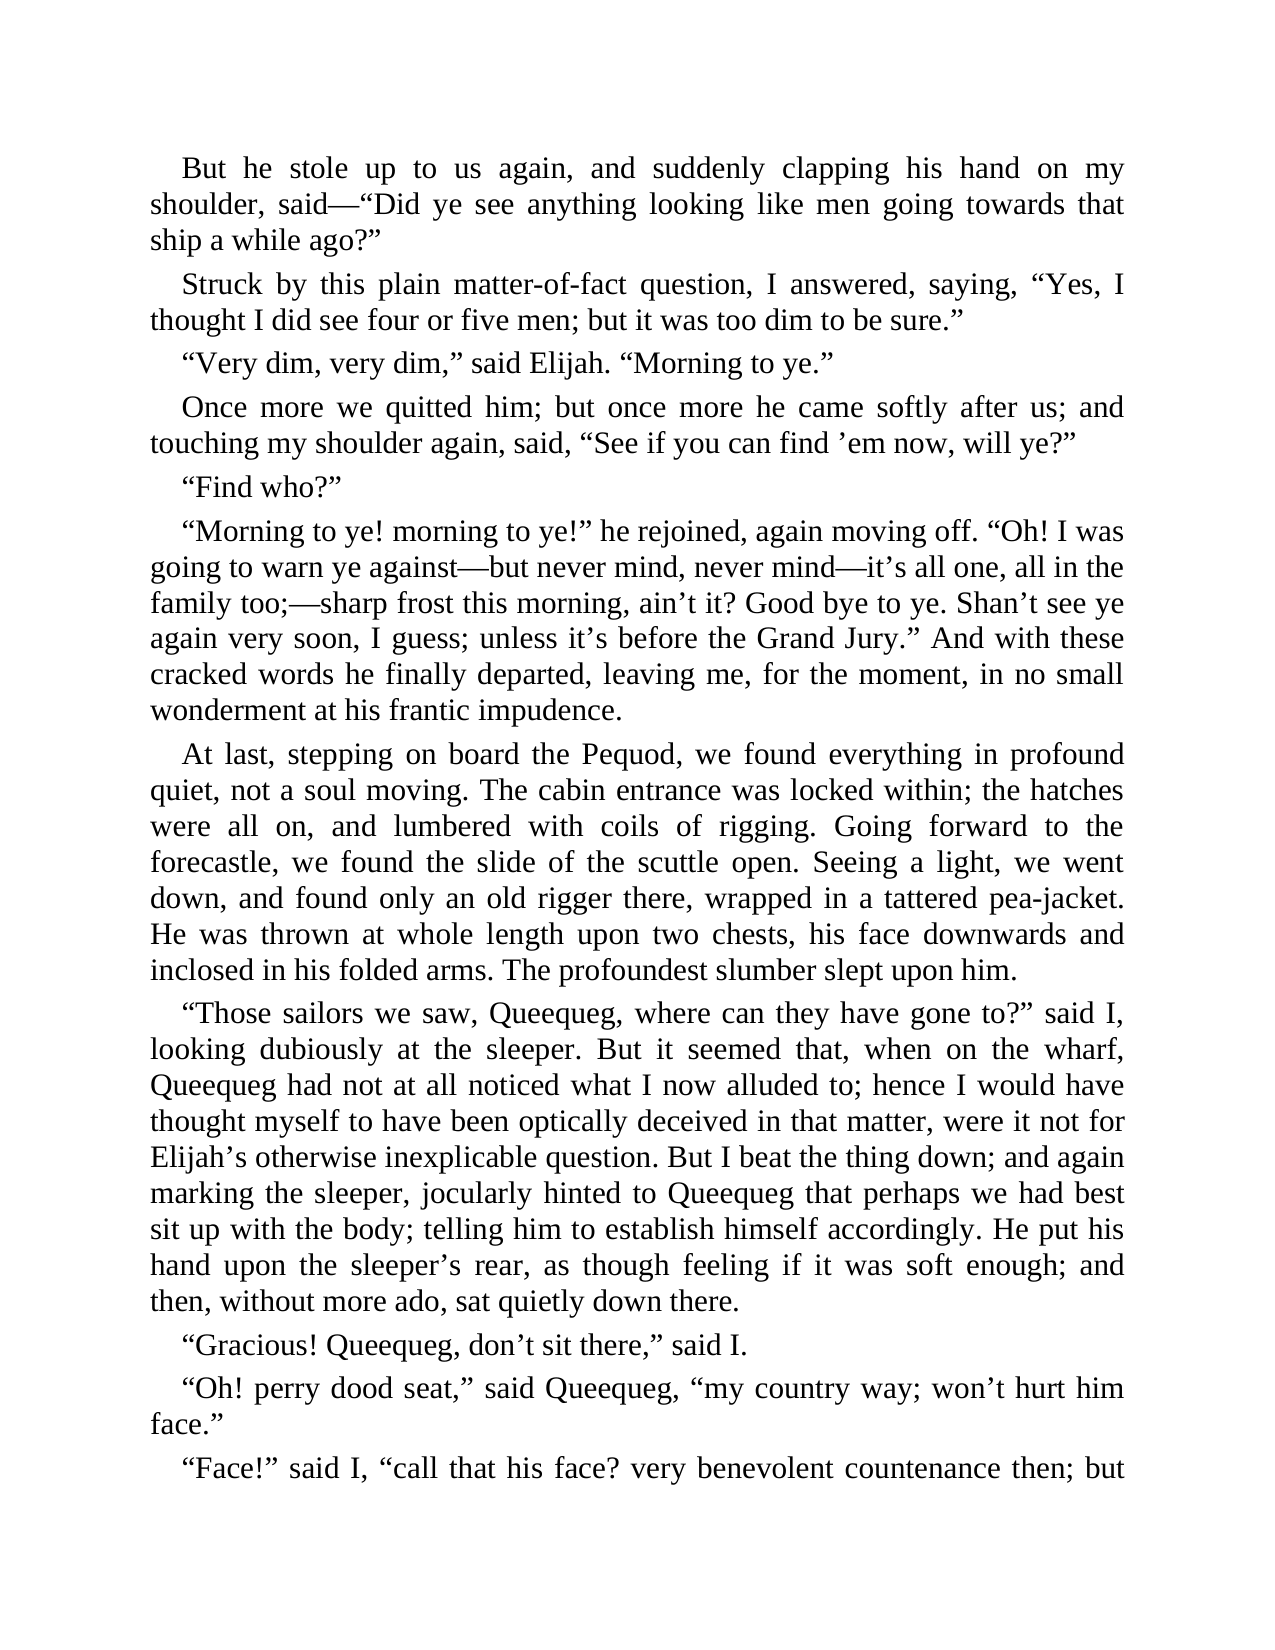 But he stole up to us again, and suddenly clapping his hand on my
shoulder, said—“Did ye see anything looking like men going towards that
ship a while ago?”
Struck by this plain matter-of-fact question, I answered, saying, “Yes, I
thought I did see four or five men; but it was too dim to be sure.”
“Very dim, very dim,” said Elijah. “Morning to ye.”
Once more we quitted him; but once more he came softly after us; and
touching my shoulder again, said, “See if you can find ’em now, will ye?”
“Find who?”
“Morning to ye! morning to ye!” he rejoined, again moving off. “Oh! I was
going to warn ye against—but never mind, never mind—it’s all one, all in the
family too;—sharp frost this morning, ain’t it? Good bye to ye. Shan’t see ye
again very soon, I guess; unless it’s before the Grand Jury.” And with these
cracked words he finally departed, leaving me, for the moment, in no small
wonderment at his frantic impudence.
At last, stepping on board the Pequod, we found everything in profound
quiet, not a soul moving. The cabin entrance was locked within; the hatches
were all on, and lumbered with coils of rigging. Going forward to the
forecastle, we found the slide of the scuttle open. Seeing a light, we went
down, and found only an old rigger there, wrapped in a tattered pea-jacket.
He was thrown at whole length upon two chests, his face downwards and
inclosed in his folded arms. The profoundest slumber slept upon him.
“Those sailors we saw, Queequeg, where can they have gone to?” said I,
looking dubiously at the sleeper. But it seemed that, when on the wharf,
Queequeg had not at all noticed what I now alluded to; hence I would have
thought myself to have been optically deceived in that matter, were it not for
Elijah’s otherwise inexplicable question. But I beat the thing down; and again
marking the sleeper, jocularly hinted to Queequeg that perhaps we had best
sit up with the body; telling him to establish himself accordingly. He put his
hand upon the sleeper’s rear, as though feeling if it was soft enough; and
then, without more ado, sat quietly down there.
“Gracious! Queequeg, don’t sit there,” said I.
“Oh! perry dood seat,” said Queequeg, “my country way; won’t hurt him
face.”
“Face!” said I, “call that his face? very benevolent countenance then; but